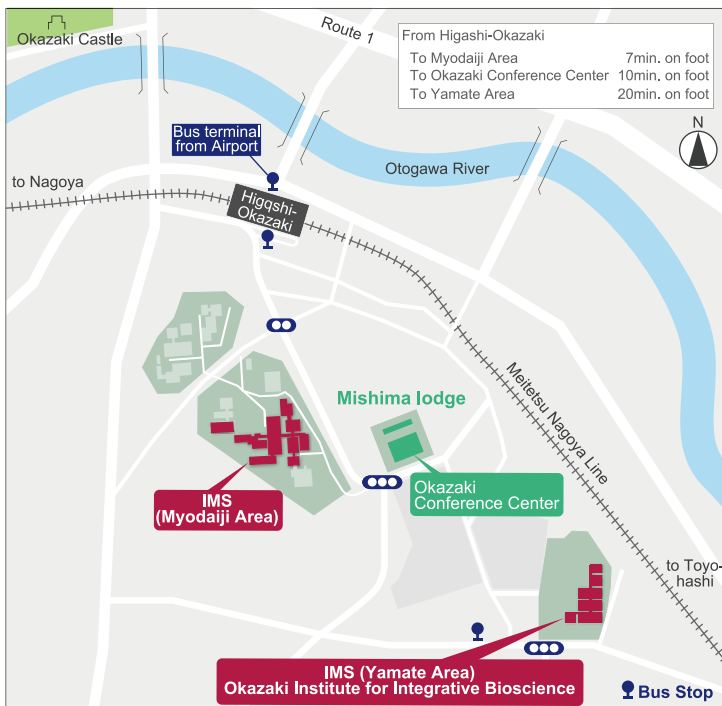 Okazaki Castle
Route 1
From Higashi-Okazaki
To Myodaiji Area 7min. on foot
To Okazaki Conference Center 10min. on foot
To Yamate Area 20min. on foot
N
Bus terminal
from Airport
Otogawa River
to Nagoya
Higqshi-
Okazaki
Meitetsu Nagoya Line
Mishima lodge
IMS
(Myodaiji Area)
Okazaki
Conference Center
to Toyo-
hashi
IMS (Yamate Area)
Okazaki Institute for Integrative Bioscience
Bus Stop